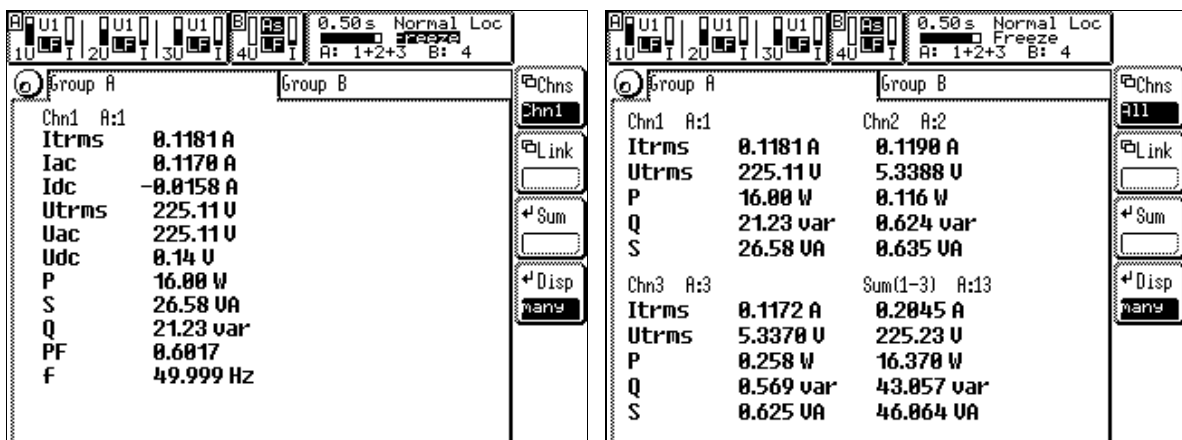 A U1 U1 U1 B As 0.50 s Normal Loc
LF LF LF LF Freeze
1U I 2U I 3U I 4U I A: 1+2+3 B: 4
Group A Group B
Chn1 A:1
Itrms 0.1181 A
Iac 0.1170 A
Idc -0.0158 A
Utrms 225.11 V
Uac 225.11 V
Udc 0.14 V
P 16.00 W
S 26.58 VA
Q 21.23 var
PF 0.6017
f 49.999 Hz
Chns
Chn1
Link
Sum
Disp
many
A U1 U1 U1 B As 0.50 s Normal Loc
LF LF LF LF Freeze
1U I 2U I 3U I 4U I A: 1+2+3 B: 4
Group A Group B
Chn1 A:1 Chn2 A:2
Itrms 0.1181 A 0.1190 A
Utrms 225.11 V 5.3388 V
P 16.00 W 0.116 W
Q 21.23 var 0.624 var
S 26.58 VA 0.635 VA
Chn3 A:3 Sum(1-3) A:13
Itrms 0.1172 A 0.2045 A
Utrms 5.3370 V 225.23 V
P 0.258 W 16.370 W
Q 0.569 var 43.057 var
S 0.625 VA 46.064 VA
Chns
All
Link
Sum
Disp
many